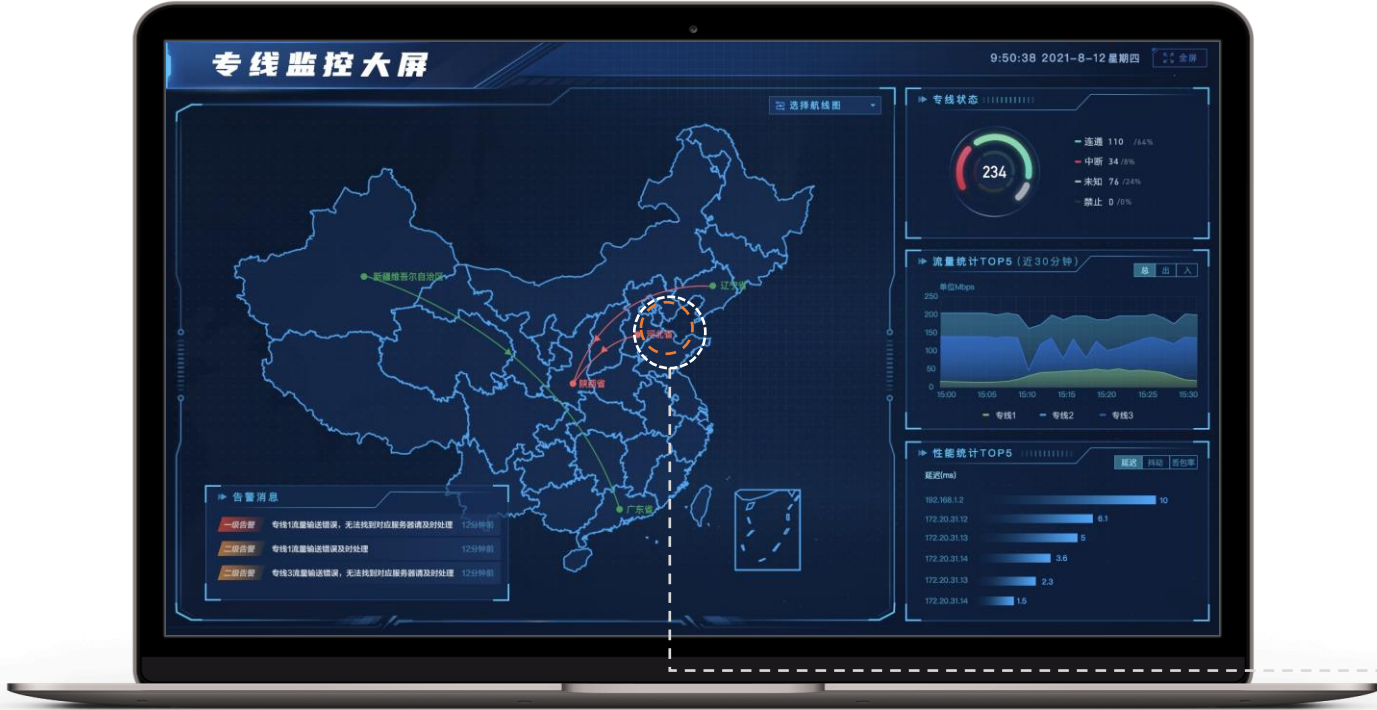 专线监控大屏
9:50:38 2021-8-12 星期四
全屏
选择航线图
新疆维吾尔自治区
辽宁省
河北省
陕西省
广东省
告警消息
一级告警 专线1流量输送错误，无法找到对应服务器请及时处理 12分钟前
二级告警 专线1流量输送错误及时处理 12分钟前
二级告警 专线3流量输送错误，无法找到对应服务器请及时处理 12分钟前
专线状态
234
连通 110 /64%
中断 34 /8%
未知 76 /24%
禁止 0 /0%
流量统计TOP5（近30分钟）
总 出 入
单位Mbps
250
200
150
100
50
0
15:00 15:05 15:10 15:15 15:20 15:25 15:30
专线1 专线2 专线3
性能统计TOP5
延迟 抖动 丢包率
延迟(ms)
192.168.1.2 10
172.20.31.12 6.1
172.20.31.13 5
172.20.31.14 3.6
172.20.31.13 2.3
172.20.31.14 1.5